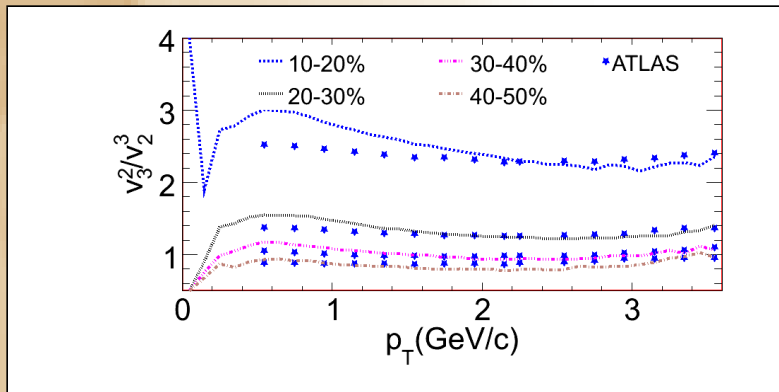 4
10-20% 30-40% ATLAS
20-30% 40-50%
3
v₃²/v₂³
2
1
0 1 2 3
p_T(GeV/c)